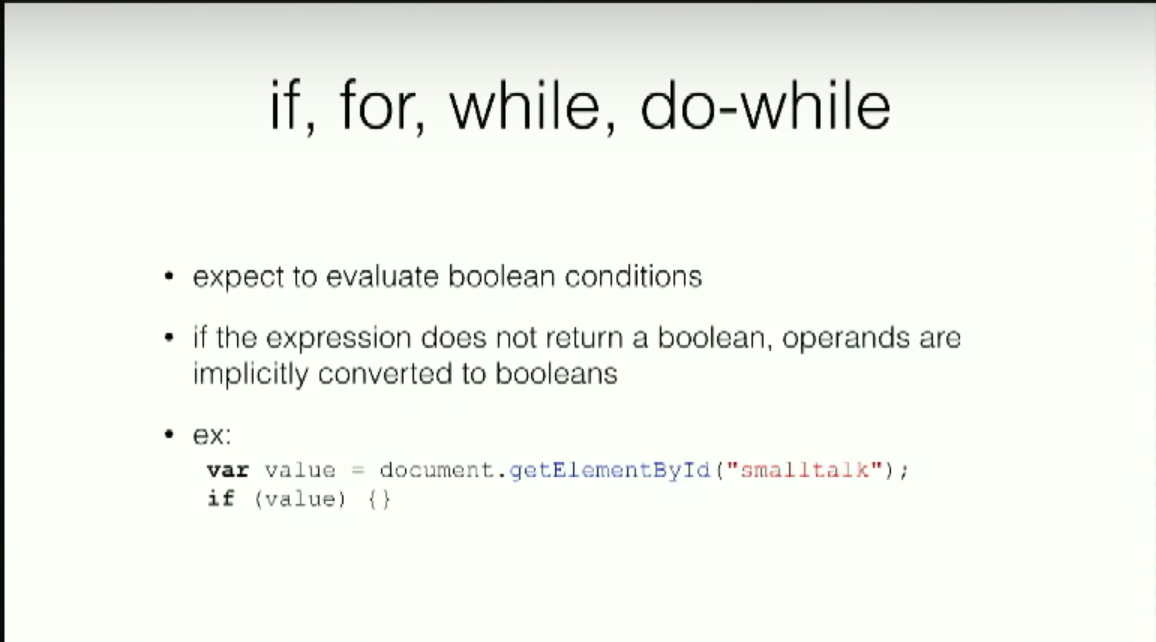 if, for, while, do-while
• expect to evaluate boolean conditions
• if the expression does not return a boolean, operands are
implicitly converted to booleans
• ex:
var value = document.getElementById("smalltalk");
if (value) {}